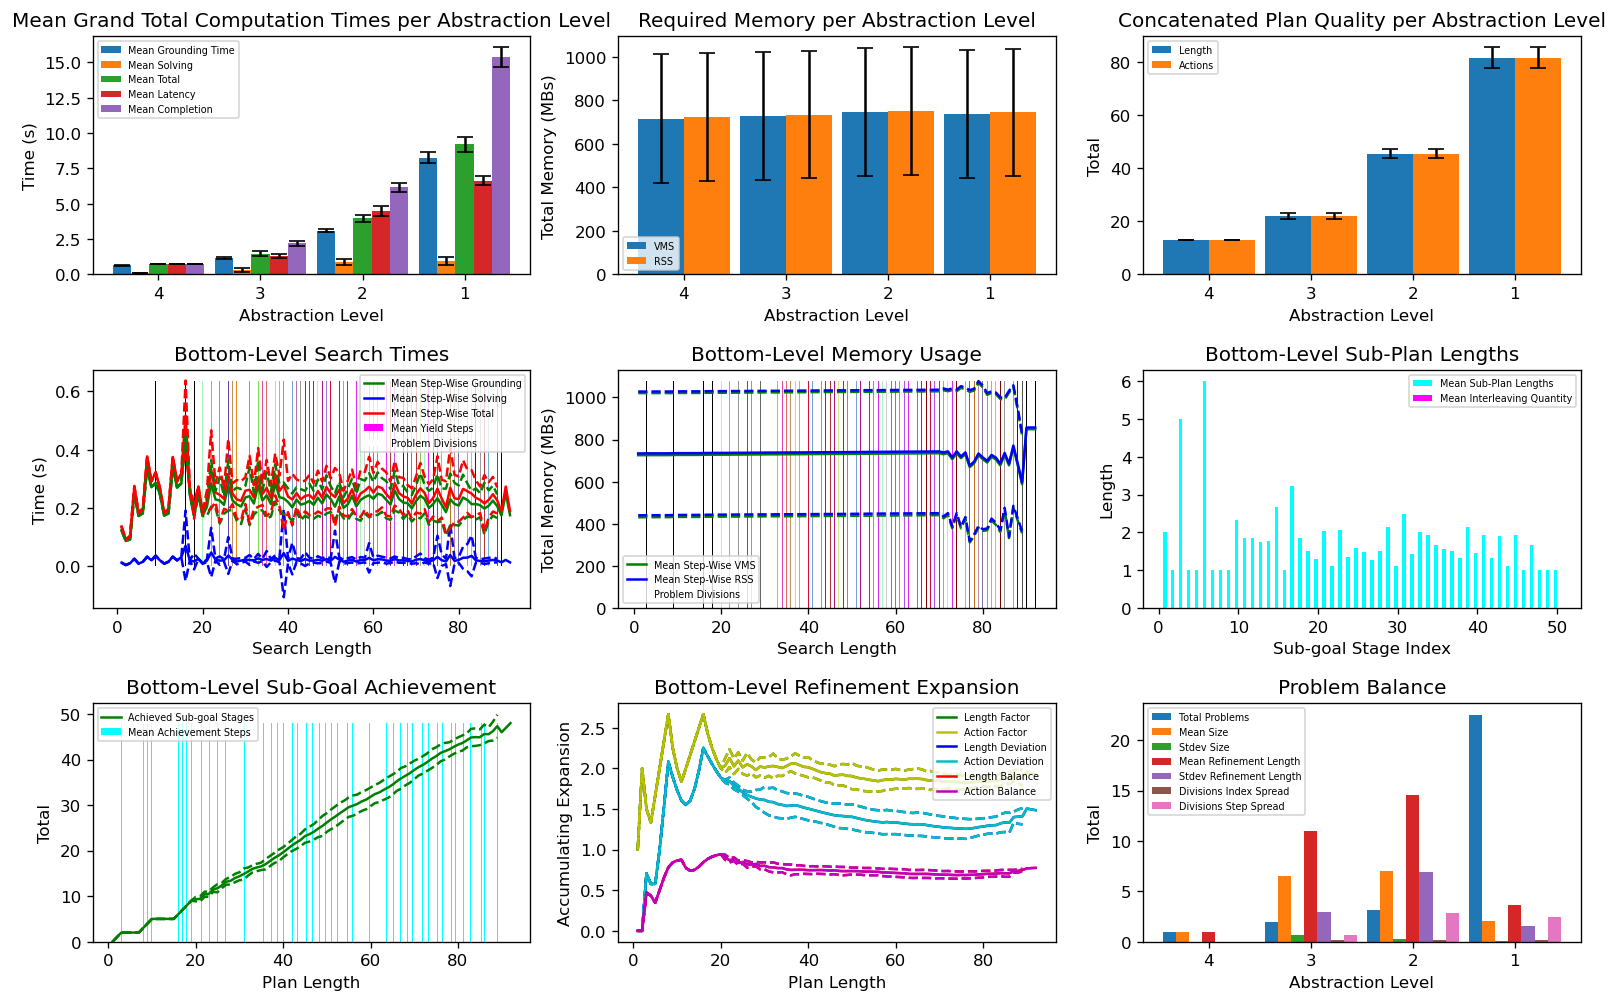 Mean Grand Total Computation Times per Abstraction Level
Time (s)
15.0
12.5
10.0
7.5
5.0
2.5
0.0
Mean Grounding Time
Mean Solving
Mean Total
Mean Latency
Mean Completion
4 3 2 1
Abstraction Level
Required Memory per Abstraction Level
Total Memory (MBs)
1000
800
600
400
200
0
VMS
RSS
4 3 2 1
Abstraction Level
Concatenated Plan Quality per Abstraction Level
Total
80
60
40
20
0
Length
Actions
4 3 2 1
Abstraction Level
Bottom-Level Search Times
Time (s)
0.6
0.4
0.2
0.0
Mean Step-Wise Grounding
Mean Step-Wise Solving
Mean Step-Wise Total
Mean Yield Steps
Problem Divisions
0 20 40 60 80
Search Length
Bottom-Level Memory Usage
Total Memory (MBs)
1000
800
600
400
200
0
Mean Step-Wise VMS
Mean Step-Wise RSS
Problem Divisions
0 20 40 60 80
Search Length
Bottom-Level Sub-Plan Lengths
Length
6
5
4
3
2
1
0
Mean Sub-Plan Lengths
Mean Interleaving Quantity
0 10 20 30 40 50
Sub-goal Stage Index
Bottom-Level Sub-Goal Achievement
Total
50
40
30
20
10
0
Achieved Sub-goal Stages
Mean Achievement Steps
0 20 40 60 80
Plan Length
Bottom-Level Refinement Expansion
Accumulating Expansion
2.5
2.0
1.5
1.0
0.5
0.0
Length Factor
Action Factor
Length Deviation
Action Deviation
Length Balance
Action Balance
0 20 40 60 80
Plan Length
Problem Balance
Total
20
15
10
5
0
Total Problems
Mean Size
Stdev Size
Mean Refinement Length
Stdev Refinement Length
Divisions Index Spread
Divisions Step Spread
4 3 2 1
Abstraction Level